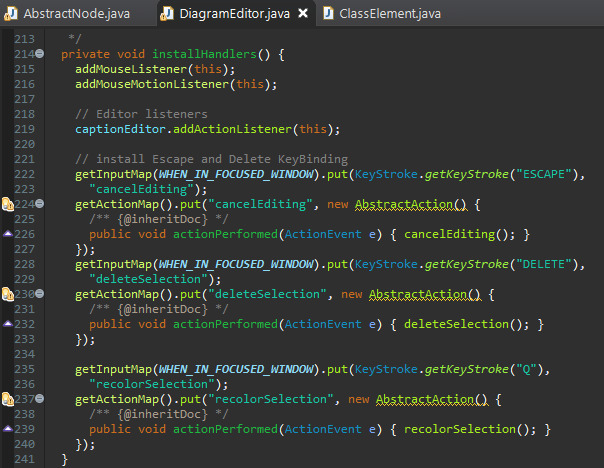 AbstractNode.java DiagramEditor.java ClassElement.java
213 */
214 private void installHandlers() {
215 addMouseListener(this);
216 addMouseMotionListener(this);
217
218 // Editor listeners
219 captionEditor.addActionListener(this);
220
221 // install Escape and Delete KeyBinding
222 getInputMap(WHEN_IN_FOCUSED_WINDOW).put(KeyStroke.getKeyStroke("ESCAPE"),
223 "cancelEditing");
224 getActionMap().put("cancelEditing", new AbstractAction() {
225 /** {@inheritDoc} */
226 public void actionPerformed(ActionEvent e) { cancelEditing(); }
227 });
228 getInputMap(WHEN_IN_FOCUSED_WINDOW).put(KeyStroke.getKeyStroke("DELETE"),
229 "deleteSelection");
230 getActionMap().put("deleteSelection", new AbstractAction() {
231 /** {@inheritDoc} */
232 public void actionPerformed(ActionEvent e) { deleteSelection(); }
233 });
234
235 getInputMap(WHEN_IN_FOCUSED_WINDOW).put(KeyStroke.getKeyStroke("Q"),
236 "recolorSelection");
237 getActionMap().put("recolorSelection", new AbstractAction() {
238 /** {@inheritDoc} */
239 public void actionPerformed(ActionEvent e) { recolorSelection(); }
240 });
241 }